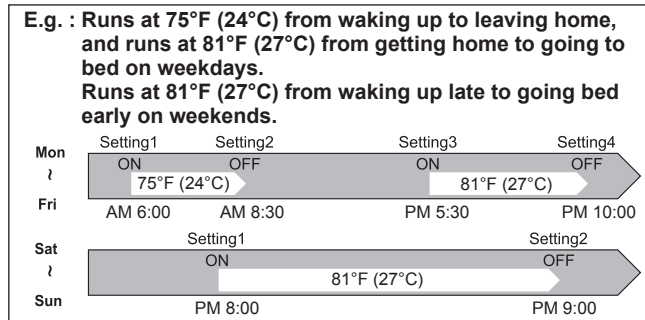 E.g. : Runs at 75°F (24°C) from waking up to leaving home,
and runs at 81°F (27°C) from getting home to going to
bed on weekdays.
Runs at 81°F (27°C) from waking up late to going bed
early on weekends.
Mon
≀
Fri
Setting1 Setting2 Setting3 Setting4
ON OFF ON OFF
75°F (24°C) 81°F (27°C)
AM 6:00 AM 8:30 PM 5:30 PM 10:00
Sat
≀
Sun
Setting1 Setting2
ON OFF
81°F (27°C)
PM 8:00 PM 9:00